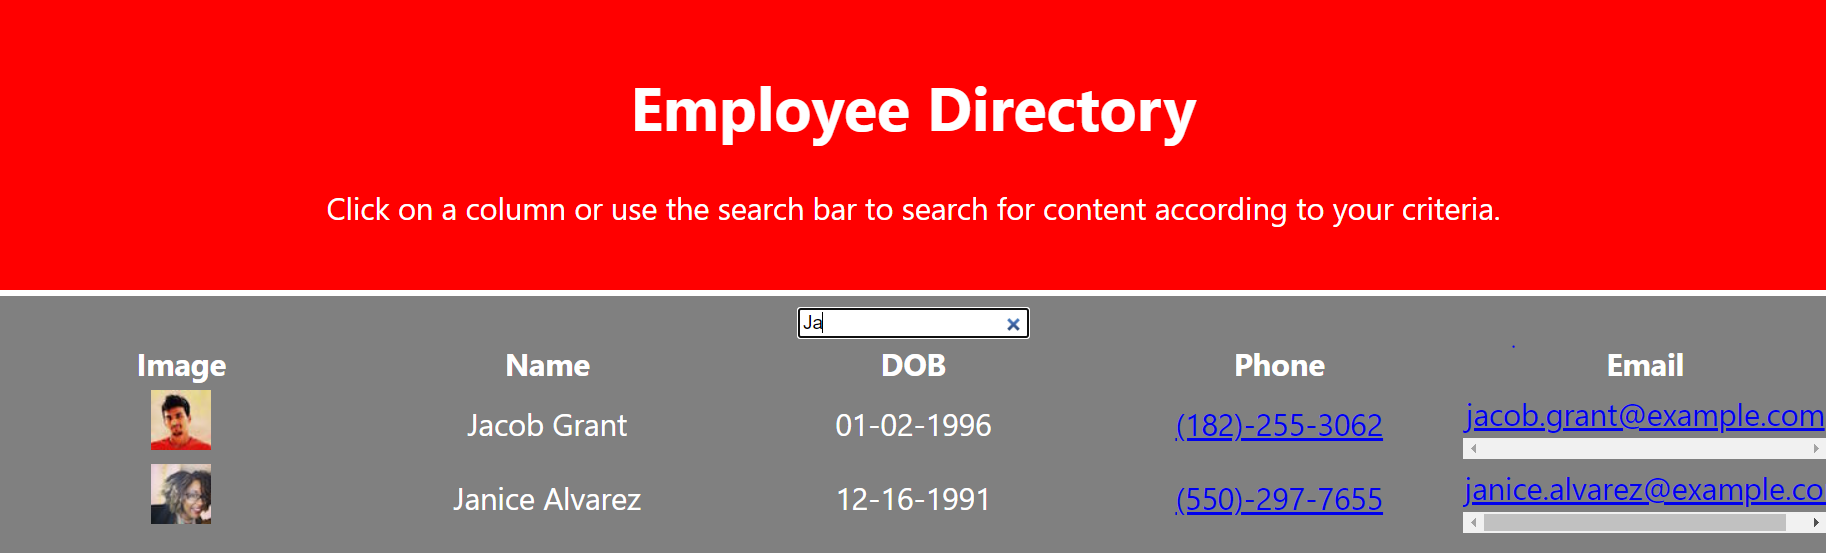 Employee Directory
Click on a column or use the search bar to search for content according to your criteria.
Ja
Image Name DOB Phone Email
Jacob Grant 01-02-1996 (182)-255-3062 jacob.grant@example.com
Janice Alvarez 12-16-1991 (550)-297-7655 janice.alvarez@example.co